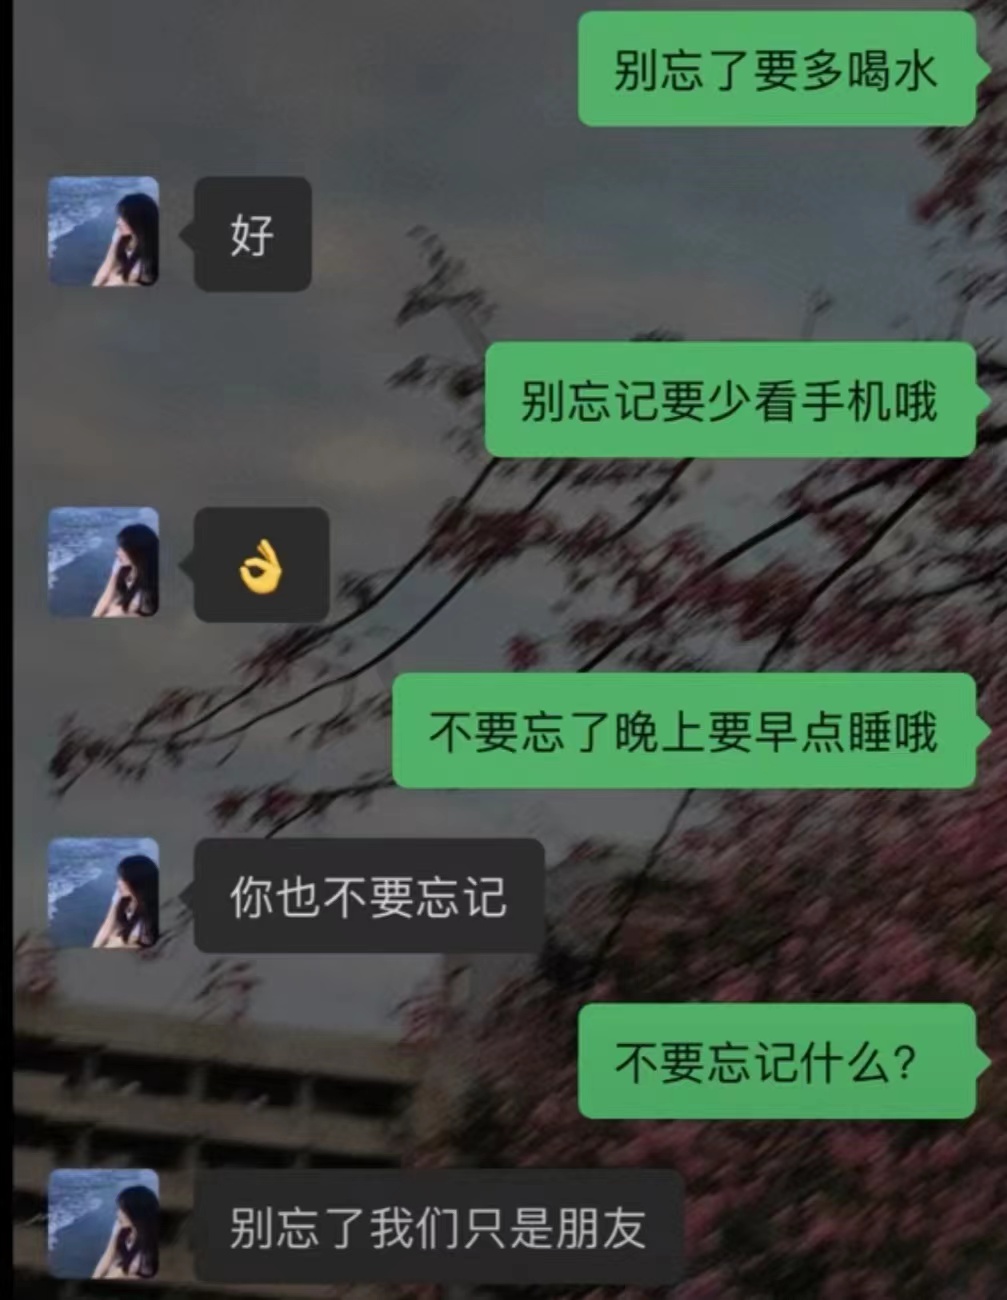 别忘了要多喝水
好
别忘记要少看手机哦
👌
不要忘了晚上要早点睡哦
你也不要忘记
不要忘记什么？
别忘了我们只是朋友